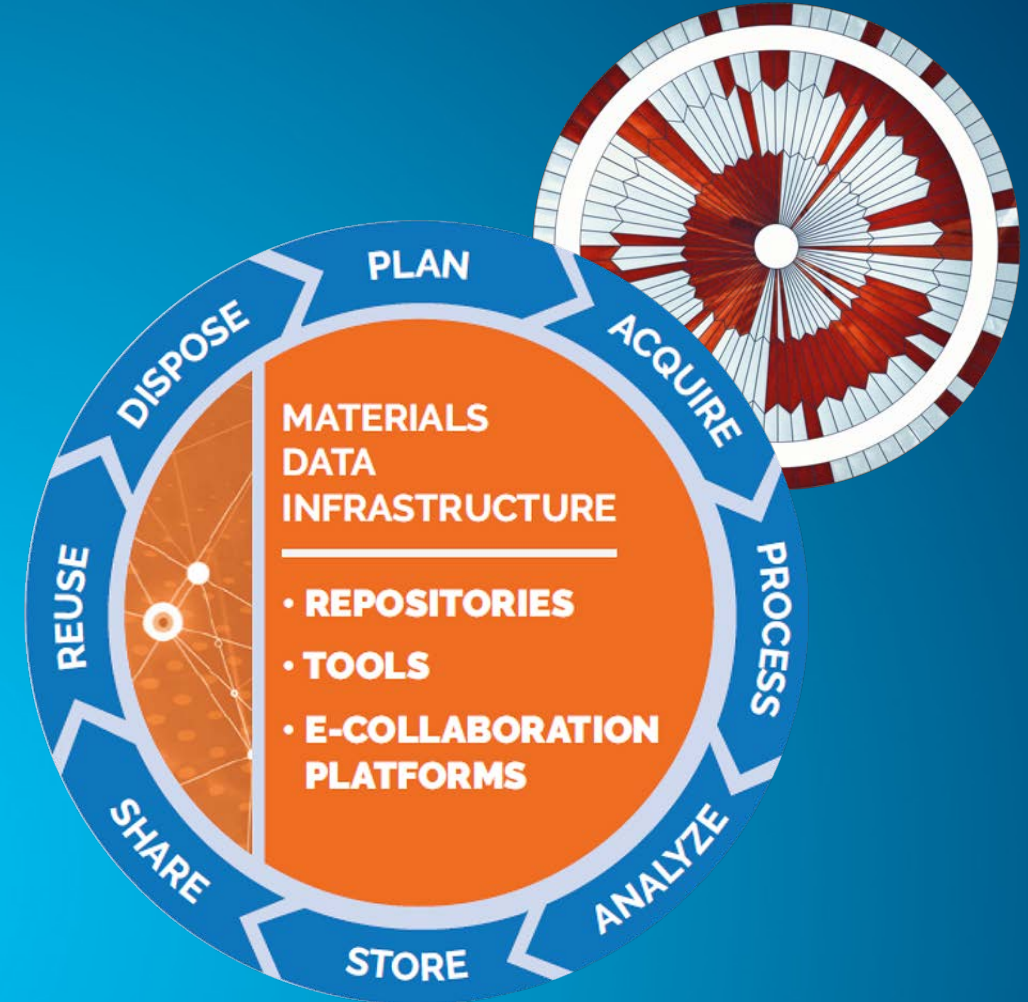 PLAN
ACQUIRE
PROCESS
ANALYZE
STORE
SHARE
REUSE
DISPOSE
MATERIALS
DATA
INFRASTRUCTURE
• REPOSITORIES
• TOOLS
• E-COLLABORATION
PLATFORMS